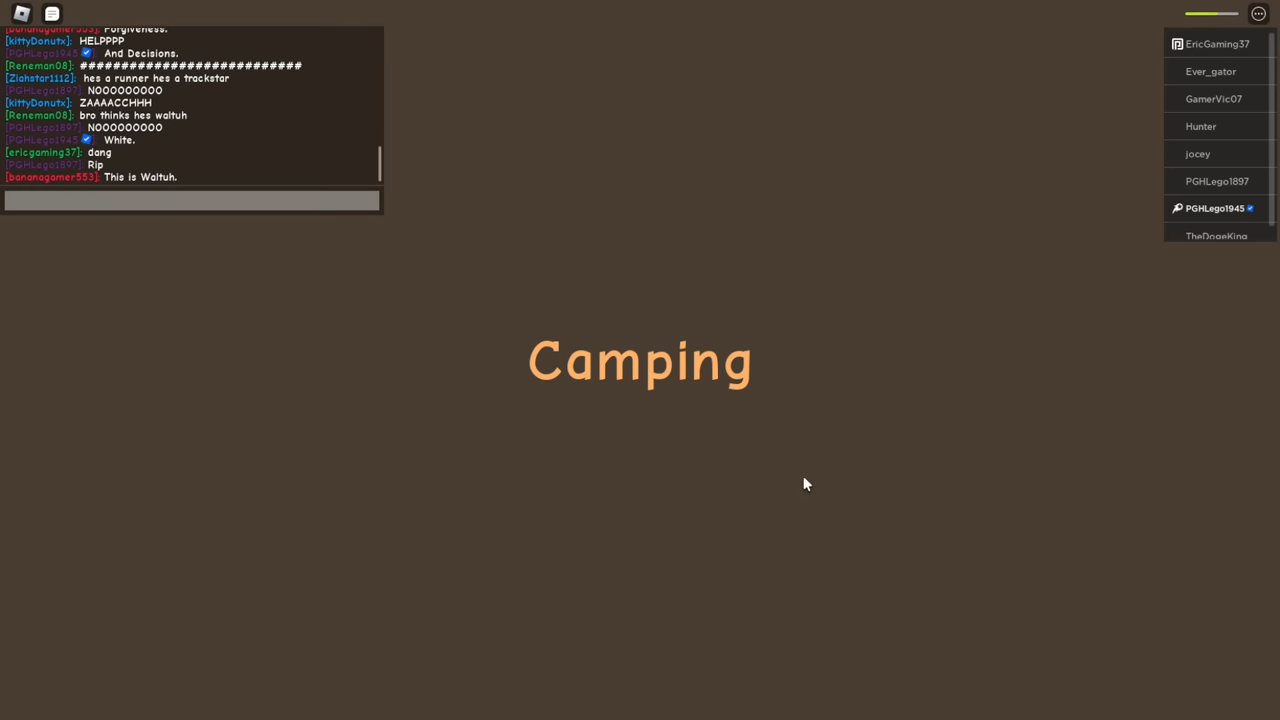 [bananagamer553]: Forgiveness.
[kittyDonutx]: HELPPPP
[PGHLego1945 ]: And Decisions.
[Reneman08]: ###########################
[Ziahstar1112]: hes a runner hes a trackstar
[PGHLego1897]: NOOOOOOOOO
[kittyDonutx]: ZAAAACCHHH
[Reneman08]: bro thinks hes waltuh
[PGHLego1897]: NOOOOOOOOO
[PGHLego1945 ]: White.
[ericgaming37]: dang
[PGHLego1897]: Rip
[bananagamer553]: This is Waltuh.
EricGaming37
Ever_gator
GamerVic07
Hunter
jocey
PGHLego1897
PGHLego1945
TheDogeKing
Camping